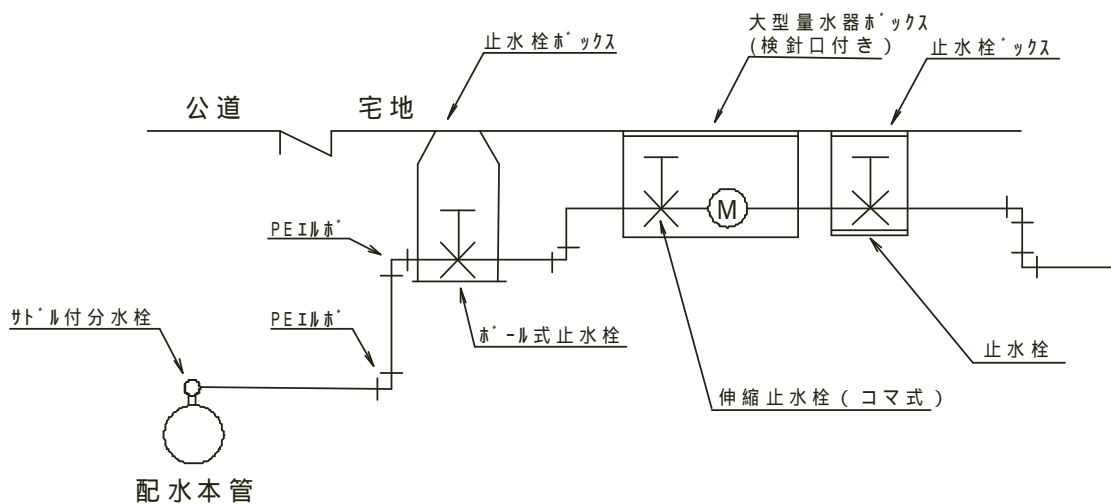 大型量水器ﾎﾞｯｸｽ
(検針口付き)
止水栓ﾎﾞｯｸｽ
止水栓ﾞｯｸｽ
公道
宅地
M
PEｴﾙﾎﾞ
ｻﾄﾞﾙ付分水栓
PEｴﾙﾎﾞ
ﾎﾞｰﾙ式止水栓
止水栓
伸縮止水栓(コマ式)
配水本管